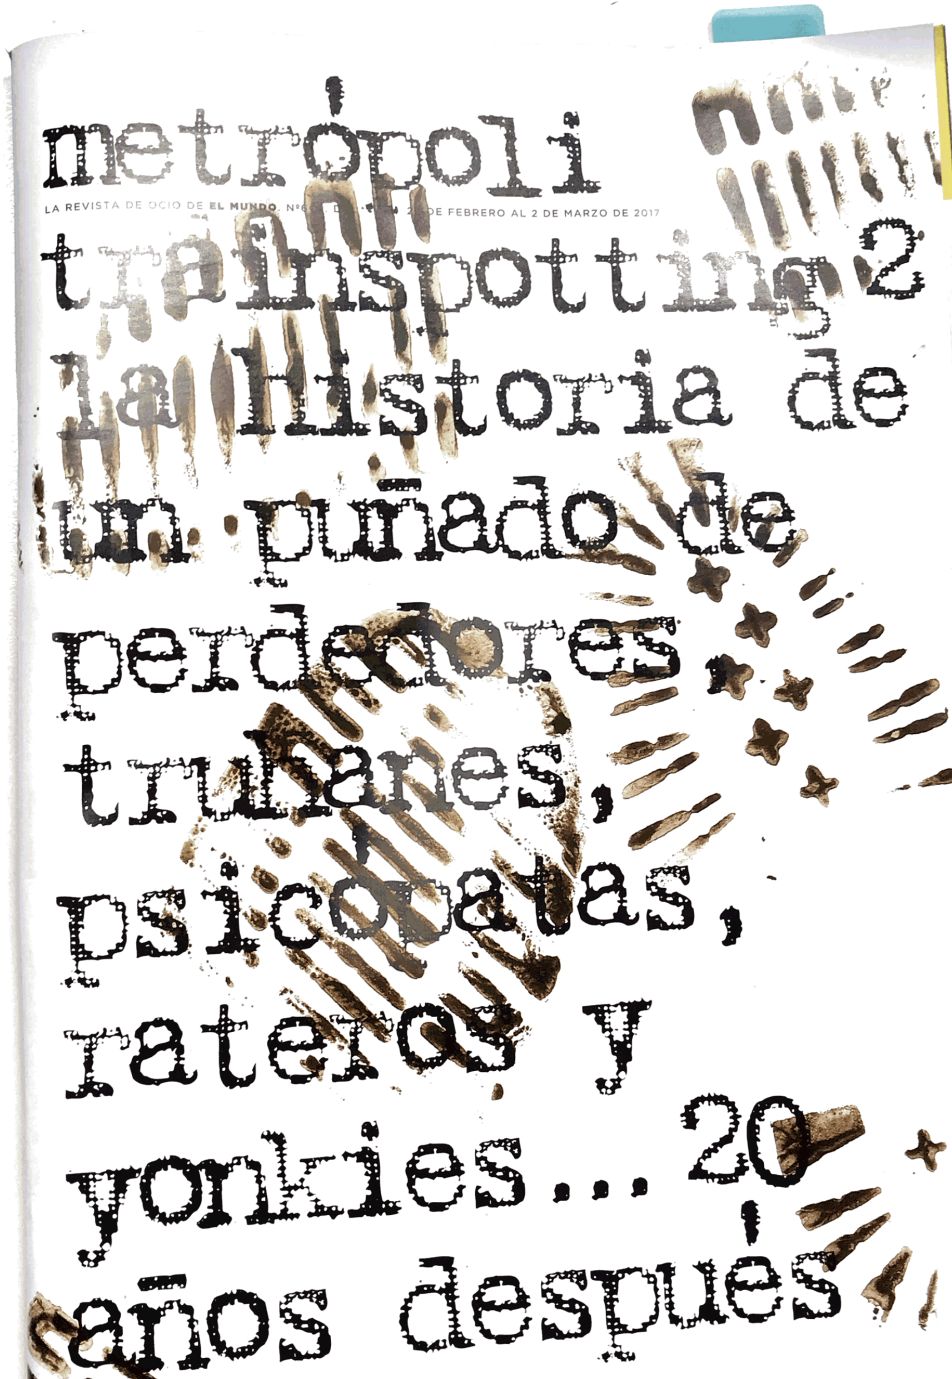 metrópoli
LA REVISTA DE OCIO DE EL MUNDO. DE FEBRERO AL 2 DE MARZO DE 2017
trainspotting 2
la historia de
un puñado de
perdedores,
truhanes,
psicópatas,
rateros y
yonkies... 20
años después